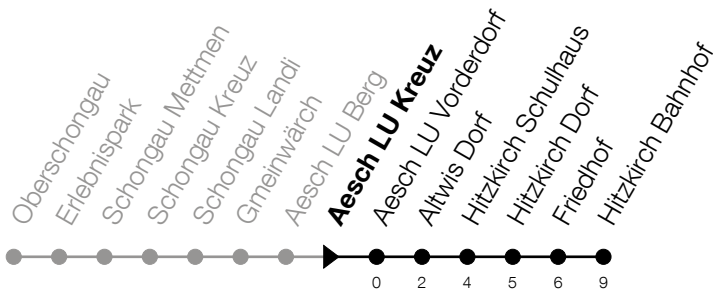 Oberschongau
Erlebnispark
Schongau Mettmen
Schongau Kreuz
Schongau Landi
Gmeinwärch
Aesch LU Berg
Aesch LU Kreuz
Aesch LU Vorderdorf
Altwis Dorf
Hitzkirch Schulhaus
Hitzkirch Dorf
Friedhof
Hitzkirch Bahnhof
0 2 4 5 6 9